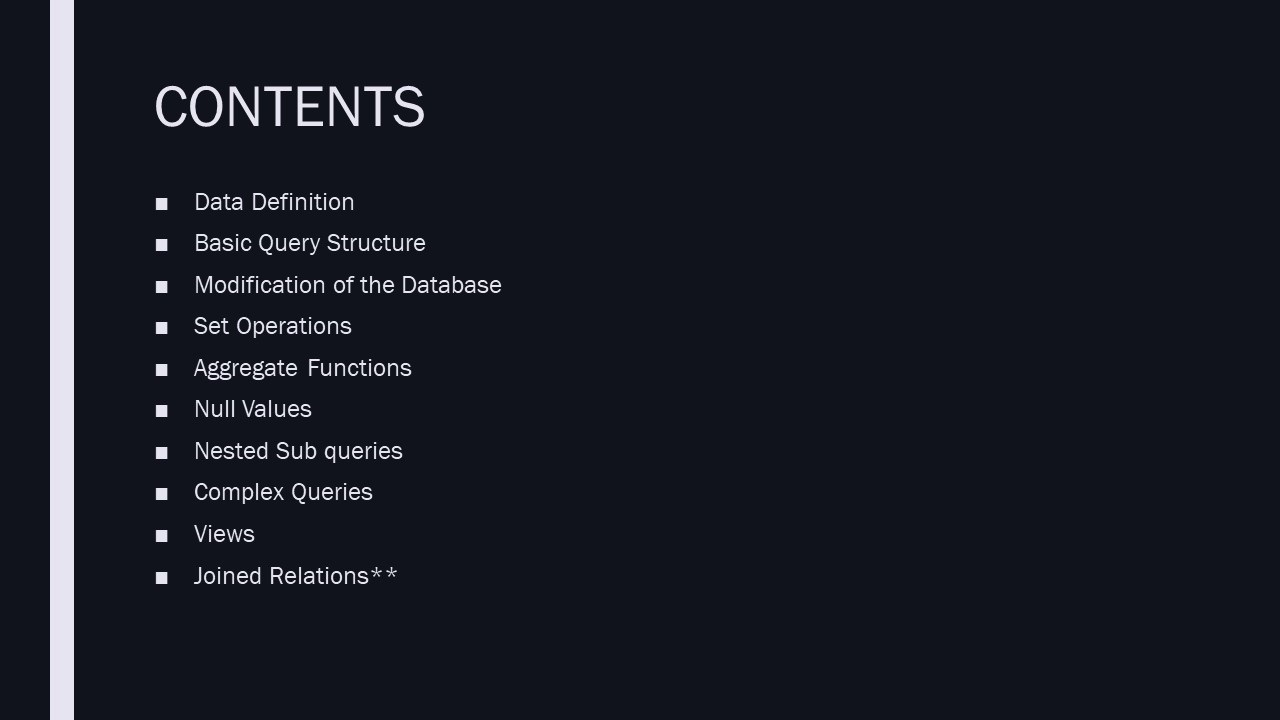 CONTENTS
■ Data Definition
■ Basic Query Structure
■ Modification of the Database
■ Set Operations
■ Aggregate Functions
■ Null Values
■ Nested Sub queries
■ Complex Queries
■ Views
■ Joined Relations**